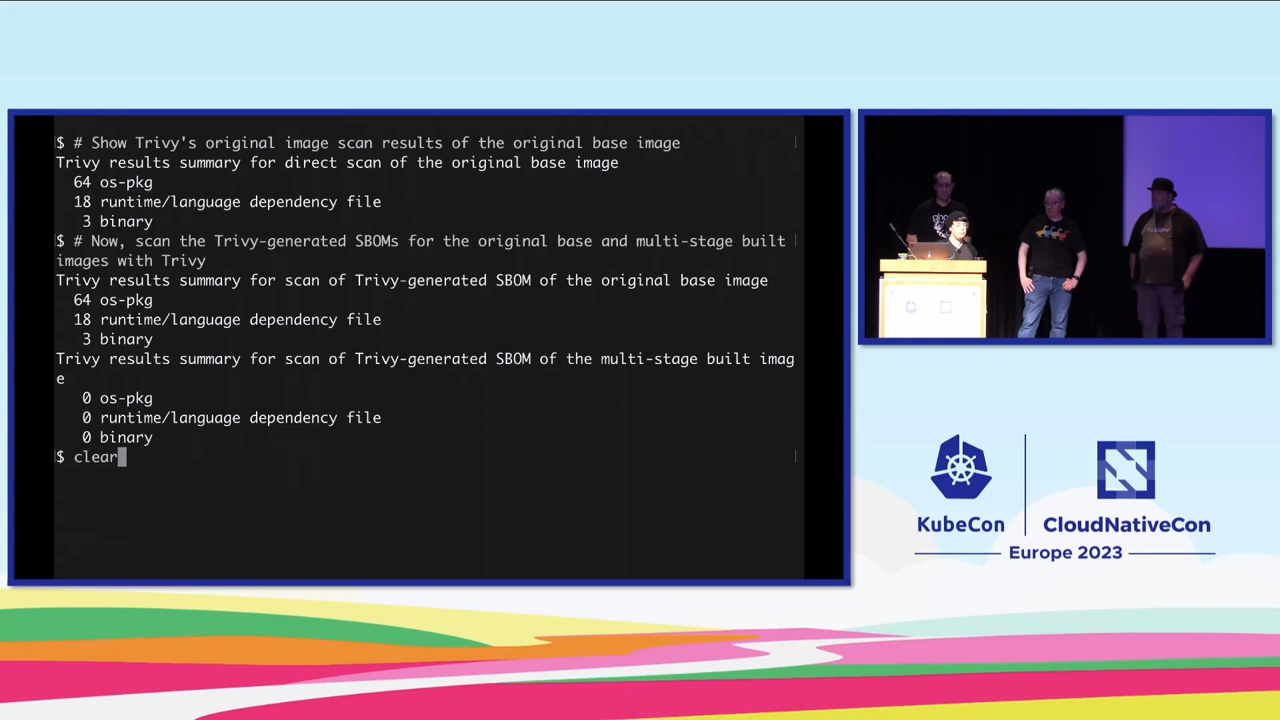 $ # Show Trivy's original image scan results of the original base image
Trivy results summary for direct scan of the original base image
64 os-pkg
18 runtime/language dependency file
3 binary
$ # Now, scan the Trivy-generated SBOMs for the original base and multi-stage built
images with Trivy
Trivy results summary for scan of Trivy-generated SBOM of the original base image
64 os-pkg
18 runtime/language dependency file
3 binary
Trivy results summary for scan of Trivy-generated SBOM of the multi-stage built imag
e
0 os-pkg
0 runtime/language dependency file
0 binary
$ clear
KubeCon
CloudNativeCon
Europe 2023